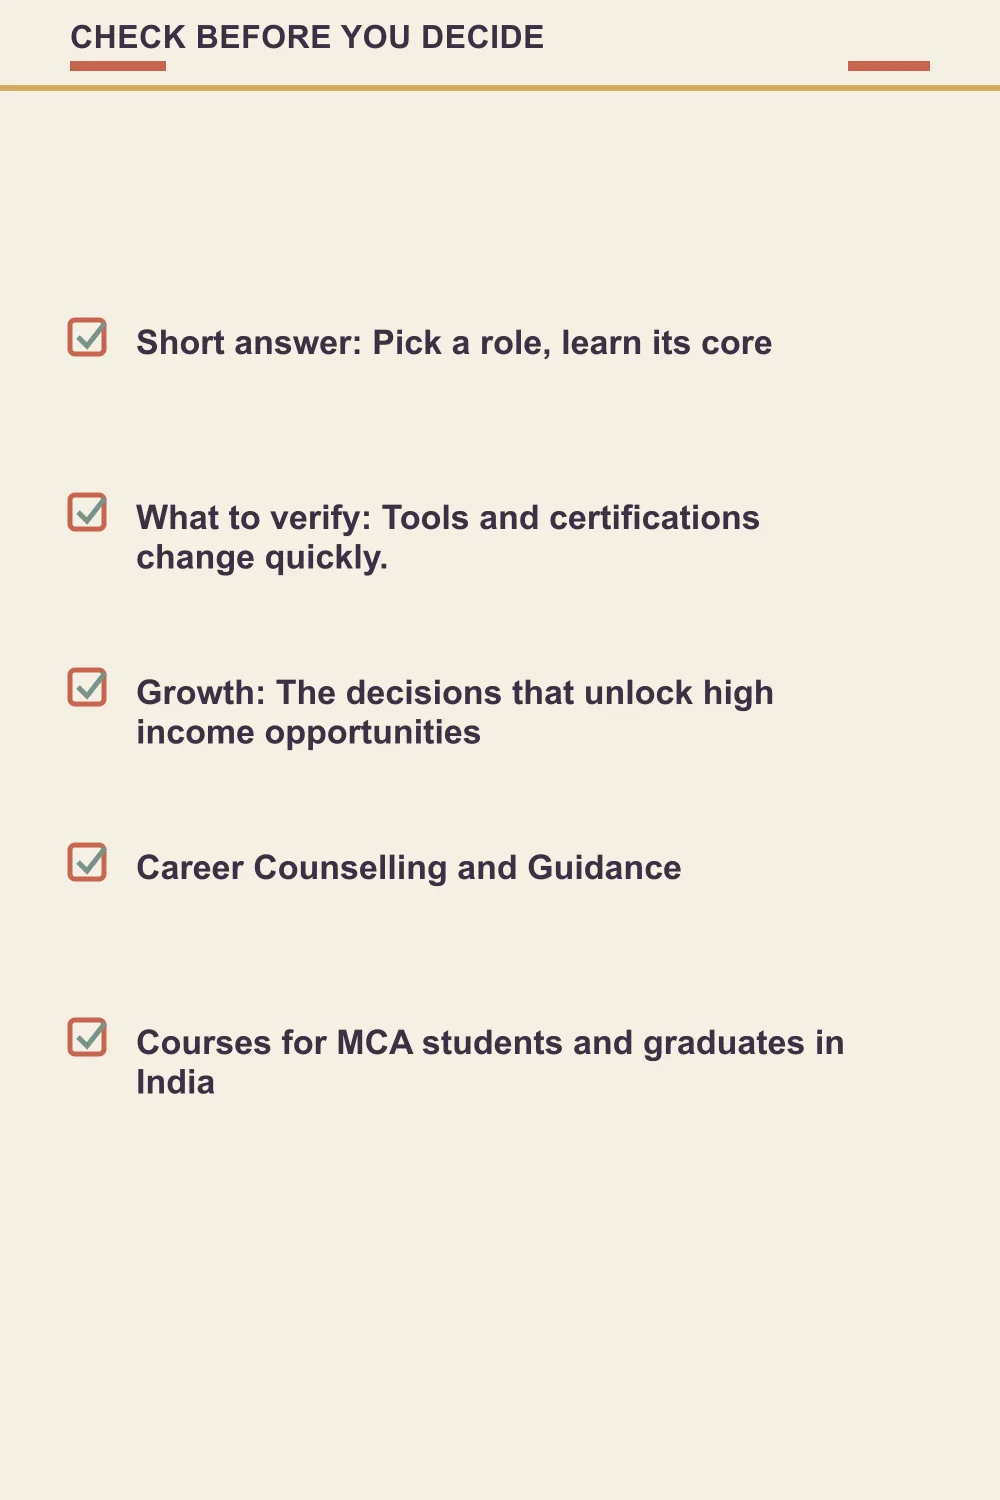 CHECK BEFORE YOU DECIDE
Short answer: Pick a role, learn its core
What to verify: Tools and certifications
change quickly.
Growth: The decisions that unlock high
income opportunities
Career Counselling and Guidance
Courses for MCA students and graduates in
India